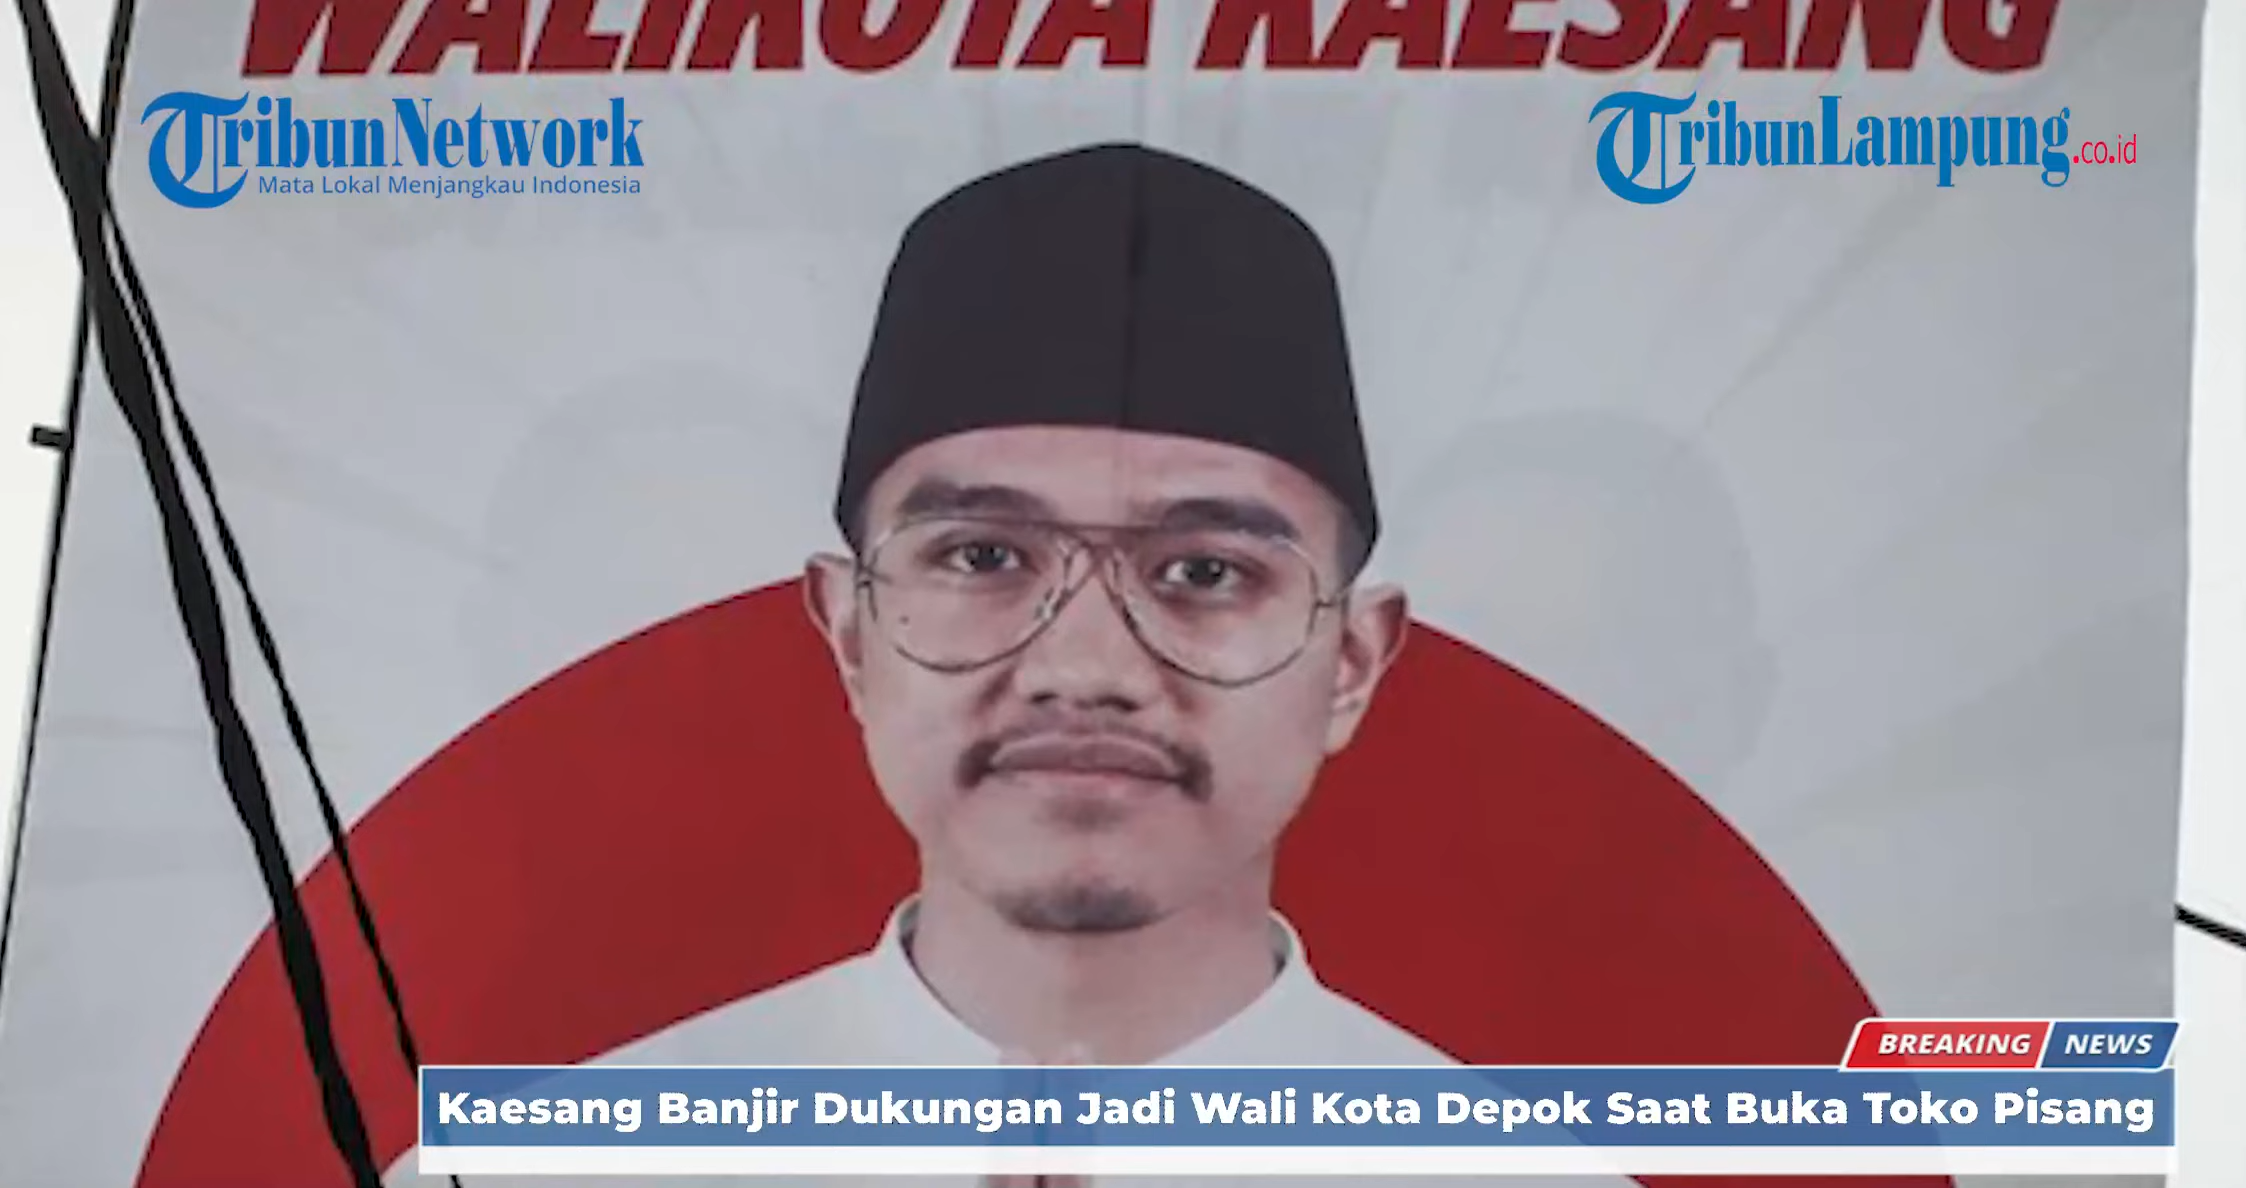 WALIKOTA KAESANG
TribunNetwork
Mata Lokal Menjangkau Indonesia
TribunLampung.co.id
BREAKING NEWS
Kaesang Banjir Dukungan Jadi Wali Kota Depok Saat Buka Toko Pisang